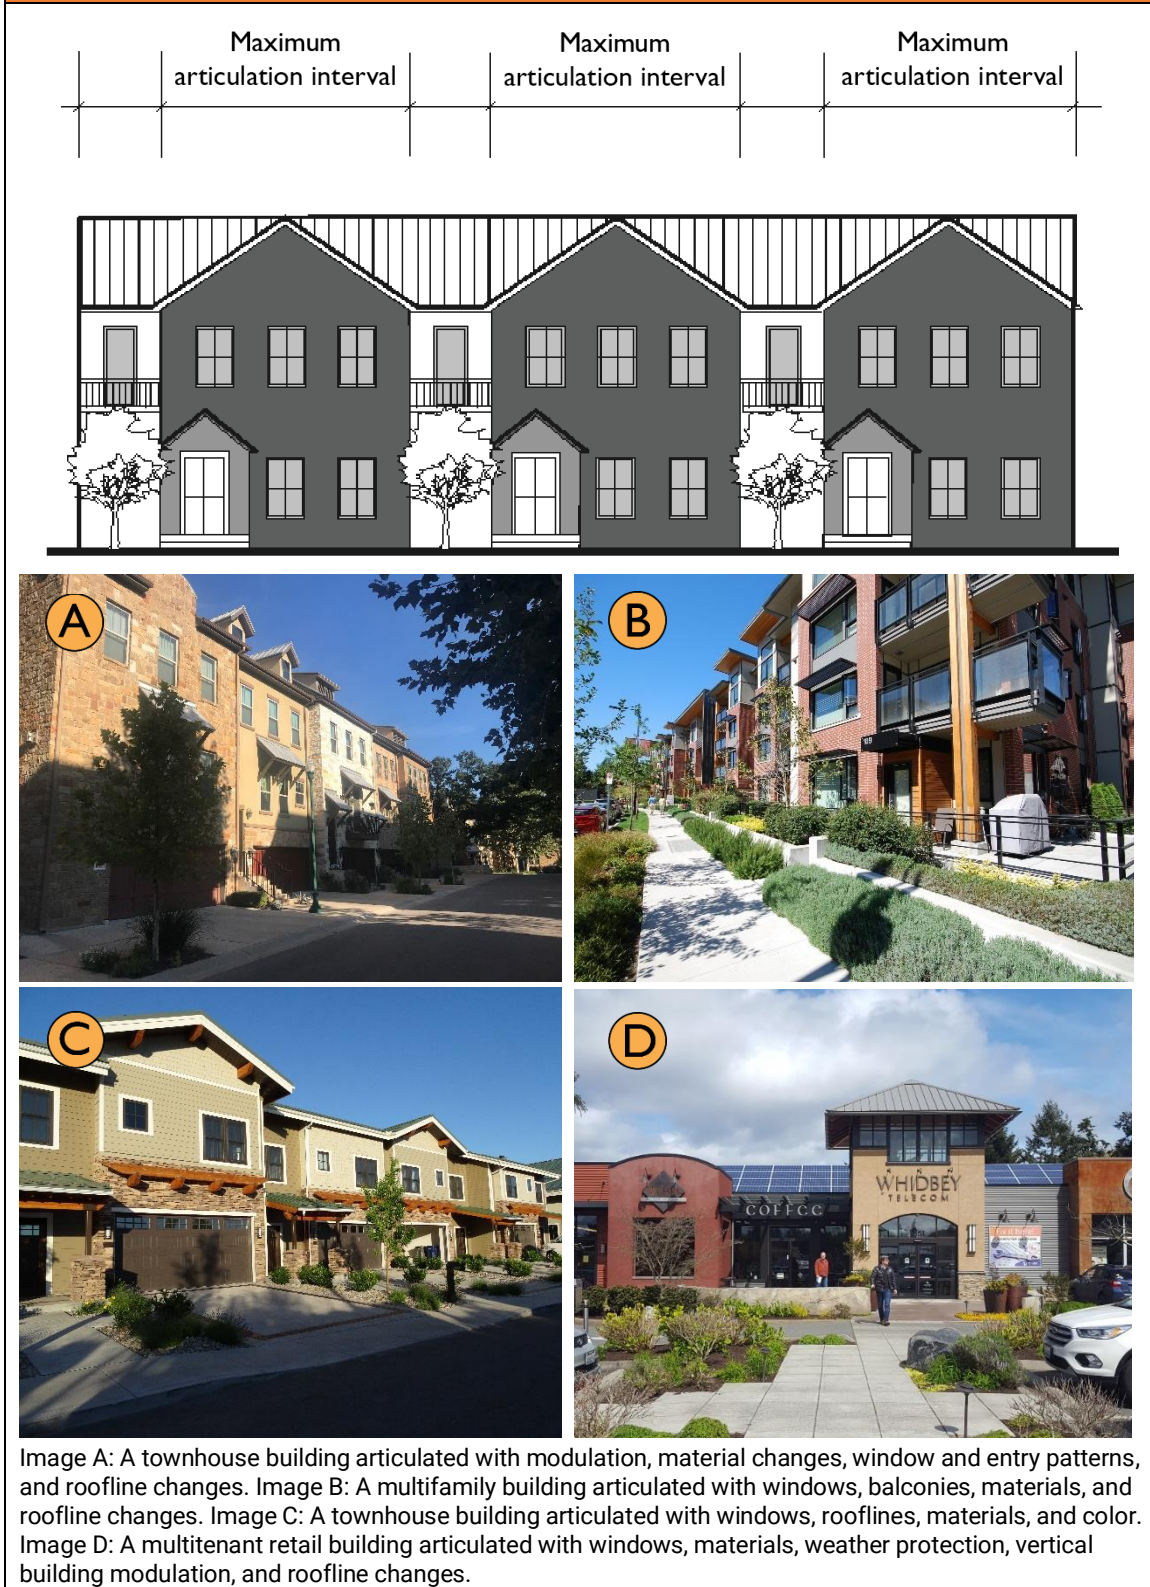 Maximum
articulation interval
Maximum
articulation interval
Maximum
articulation interval
A
B
109
C
D
WHIDBEY
TELECOM
COFFCC
Image A: A townhouse building articulated with modulation, material changes, window and entry patterns,
and roofline changes. Image B: A multifamily building articulated with windows, balconies, materials, and
roofline changes. Image C: A townhouse building articulated with windows, rooflines, materials, and color.
Image D: A multitenant retail building articulated with windows, materials, weather protection, vertical
building modulation, and roofline changes.